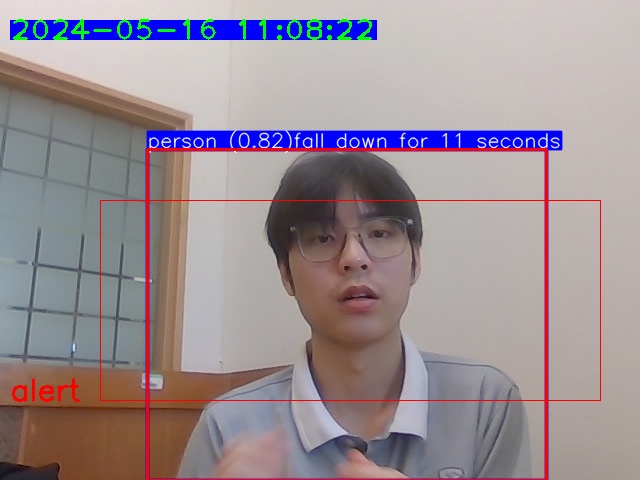 2024-05-16 11:08:22
person (0.82)fall down for 11 seconds
alert